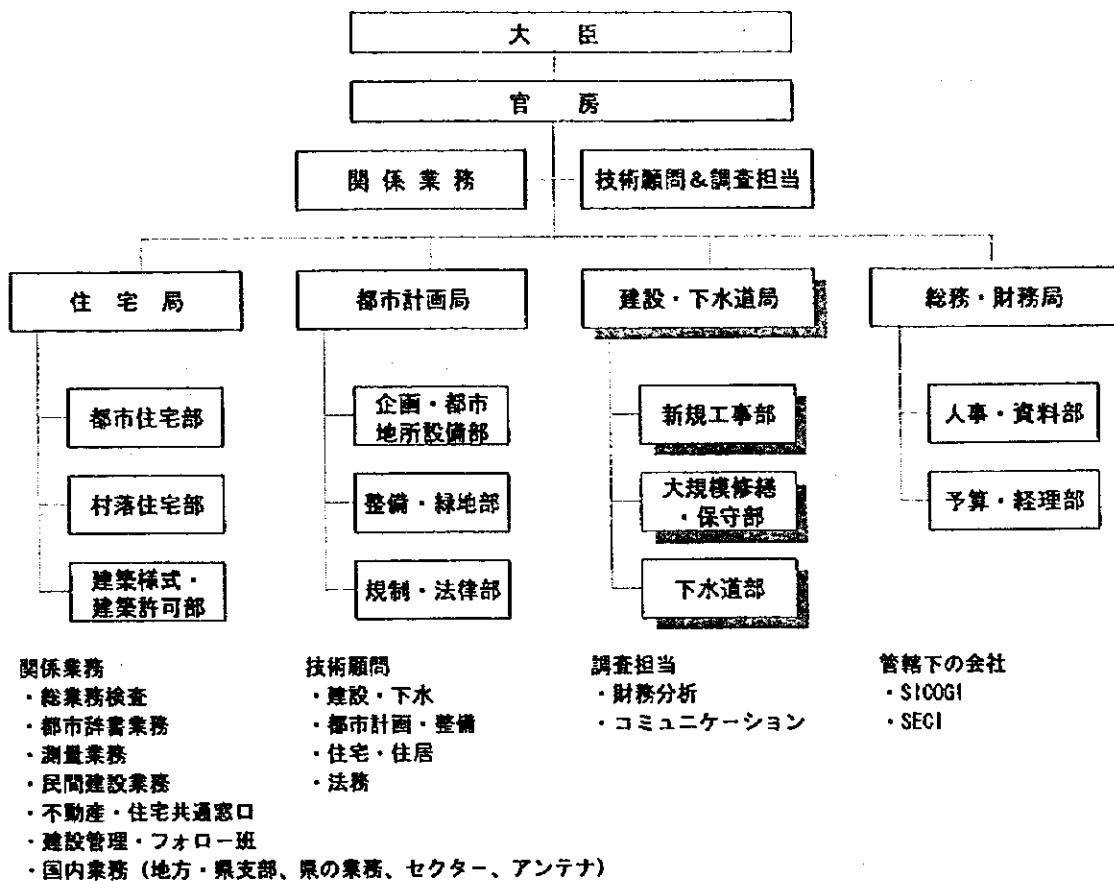 大臣
官房
関係業務
技術顧問&調査担当
住宅局
都市計画局
建設・下水道局
総務・財務局
都市住宅部
企画・都市
地所設備部
新規工事部
人事・資料部
村落住宅部
整備・緑地部
大規模修繕
・保守部
予算・経理部
建築様式・
建築許可部
規制・法律部
下水道部
関係業務
・総業務検査
・都市辞書業務
・測量業務
・民間建設業務
・不動産・住宅共通窓口
・建設管理・フォロー班
・国内業務（地方・県支部、県の業務、セクター、アンテナ）
技術顧問
・建設・下水
・都市計画・整備
・住宅・住居
・法務
調査担当
・財務分析
・コミュニケーション
管轄下の会社
・SICOGI
・SECI